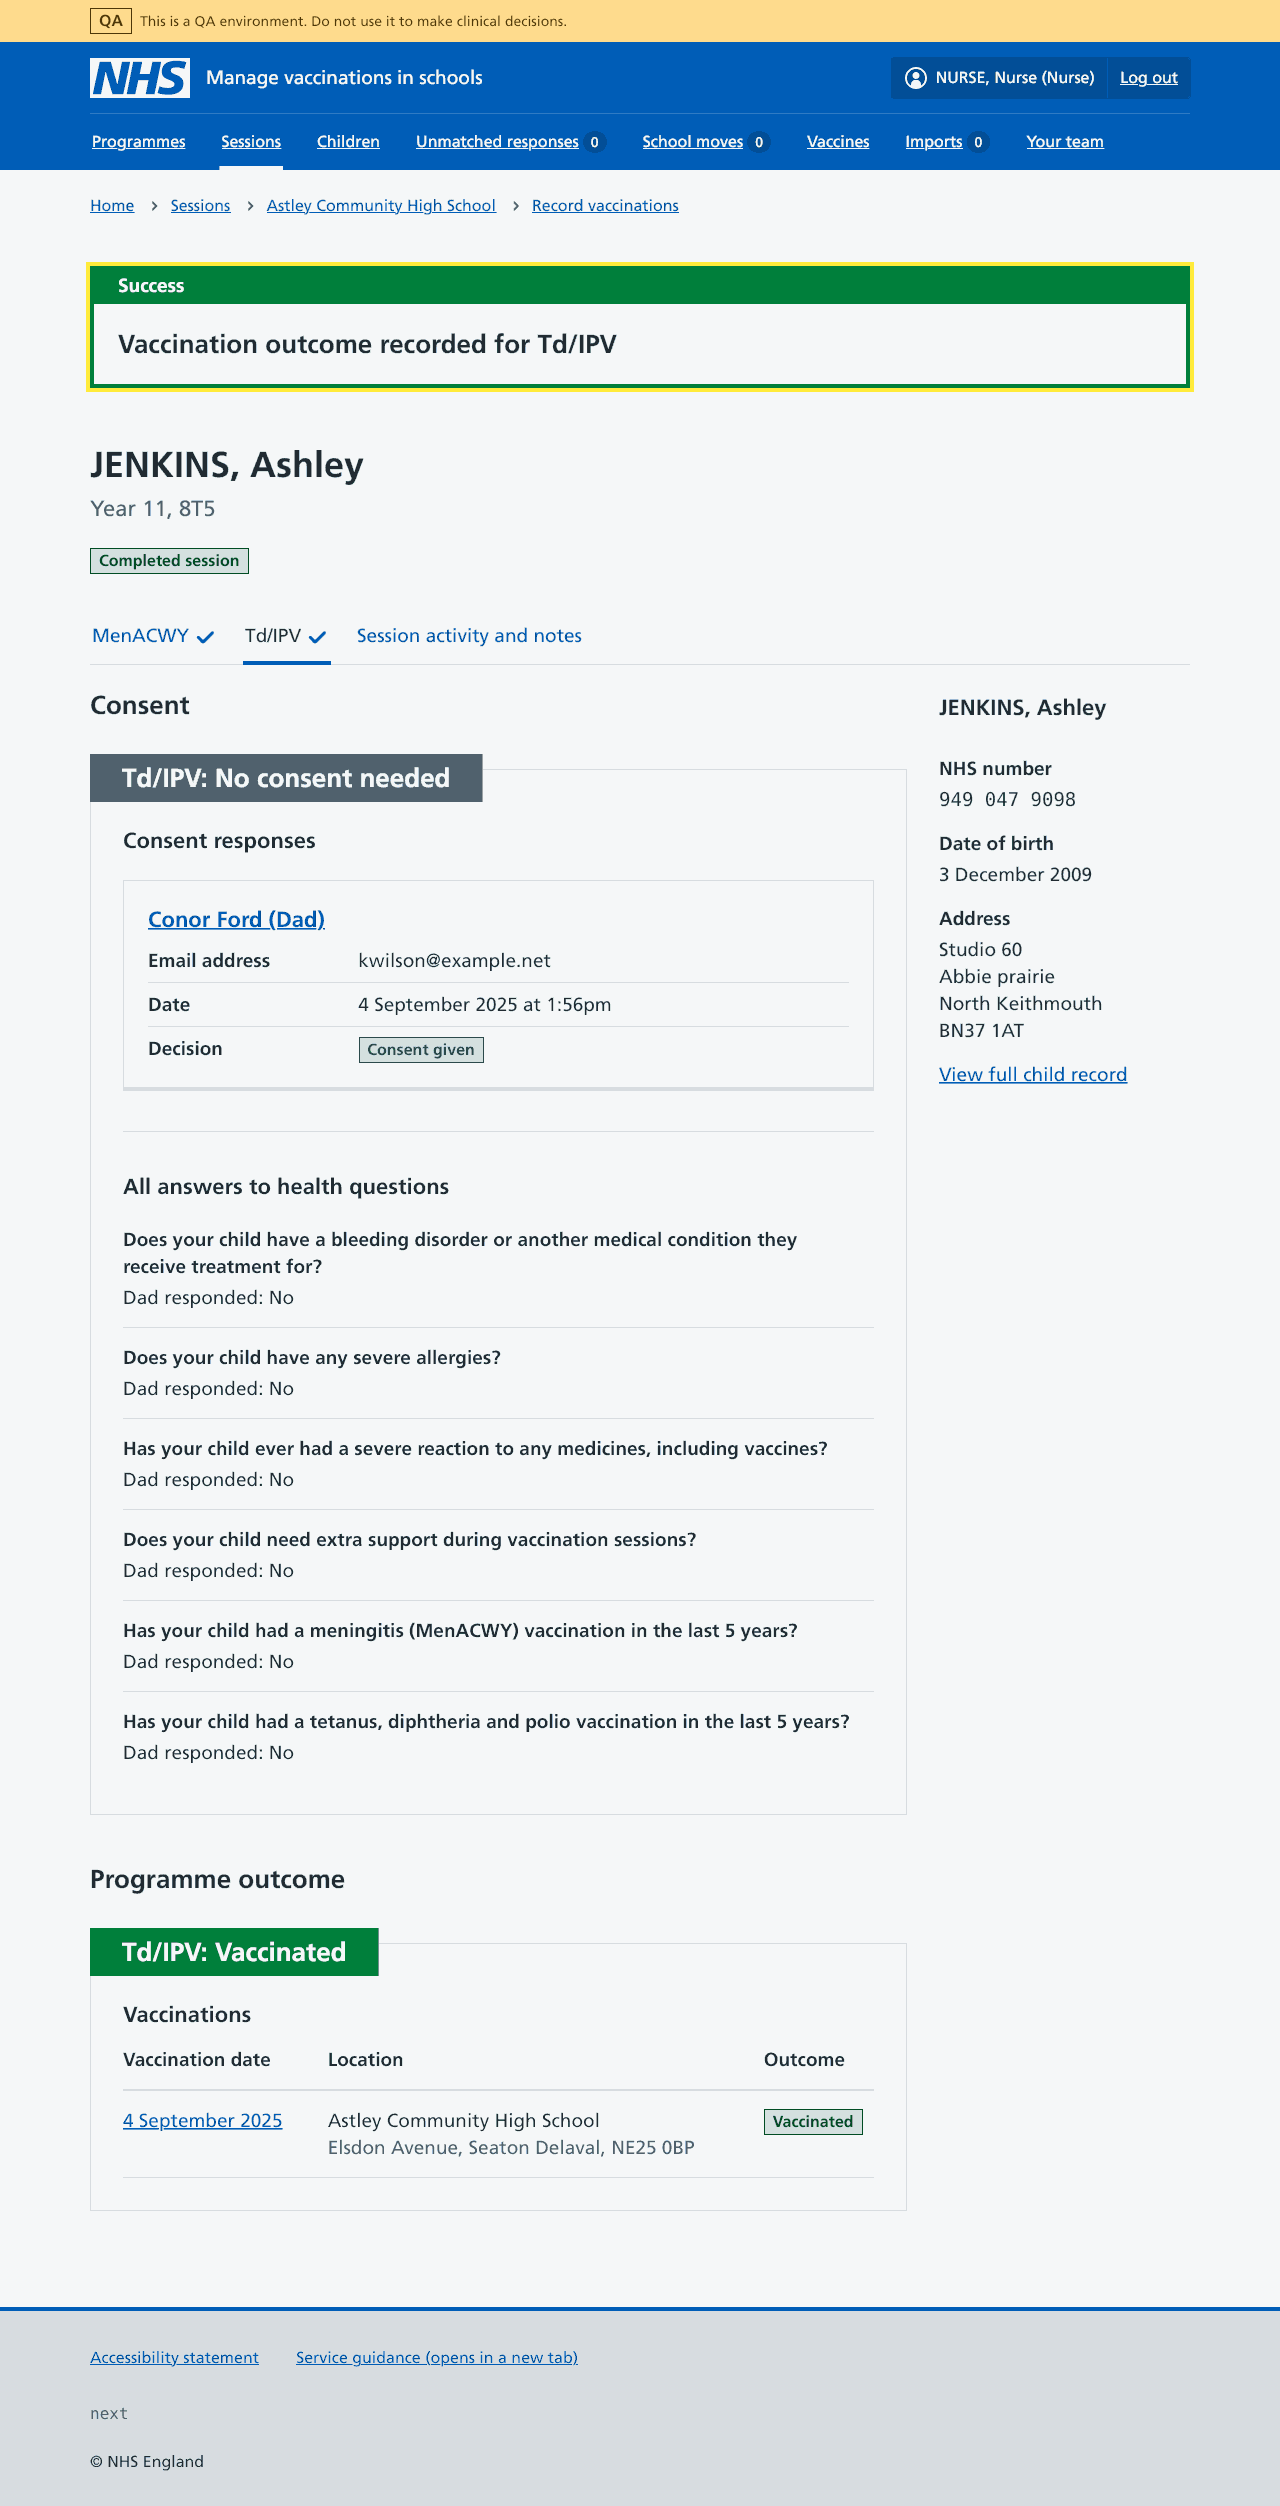 QA This is a QA environment. Do not use it to make clinical decisions.
NHS Manage vaccinations in schools NURSE, Nurse (Nurse) Log out
Programmes Sessions Children Unmatched responses 0 School moves 0 Vaccines Imports 0 Your team
Home Sessions Astley Community High School Record vaccinations
Success
Vaccination outcome recorded for Td/IPV
JENKINS, Ashley
Year 11, 8T5
Completed session
MenACWY Td/IPV Session activity and notes
Consent
Td/IPV: No consent needed
Consent responses
Conor Ford (Dad)
Email address kwilson@example.net
Date 4 September 2025 at 1:56pm
Decision Consent given
All answers to health questions
Does your child have a bleeding disorder or another medical condition they
receive treatment for?
Dad responded: No
Does your child have any severe allergies?
Dad responded: No
Has your child ever had a severe reaction to any medicines, including vaccines?
Dad responded: No
Does your child need extra support during vaccination sessions?
Dad responded: No
Has your child had a meningitis (MenACWY) vaccination in the last 5 years?
Dad responded: No
Has your child had a tetanus, diphtheria and polio vaccination in the last 5 years?
Dad responded: No
JENKINS, Ashley
NHS number
949 047 9098
Date of birth
3 December 2009
Address
Studio 60
Abbie prairie
North Keithmouth
BN37 1AT
View full child record
Programme outcome
Td/IPV: Vaccinated
Vaccinations
Vaccination date Location Outcome
4 September 2025 Astley Community High School Vaccinated
Elsdon Avenue, Seaton Delaval, NE25 0BP
Accessibility statement Service guidance (opens in a new tab)
next
© NHS England